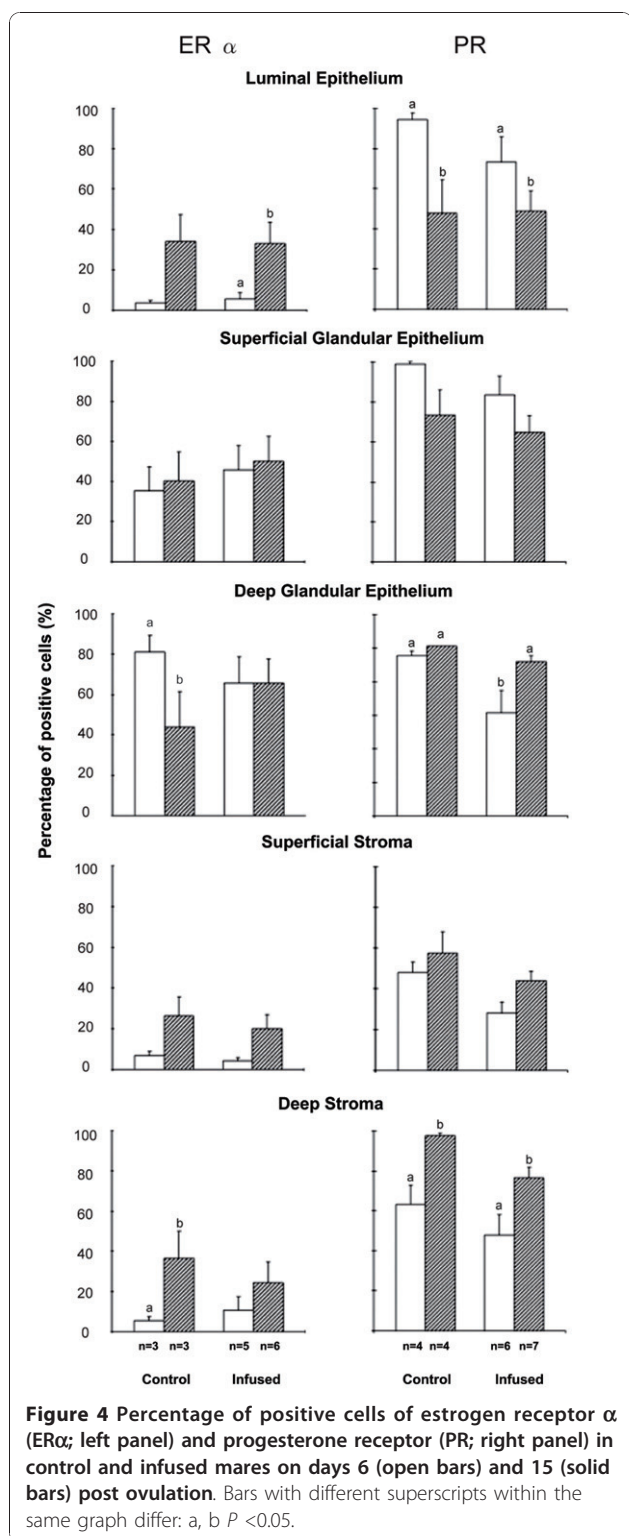 ER α PR
Luminal Epithelium
100
80
60
40
20
0
a
b
a
b
a
b
Superficial Glandular Epithelium
100
80
60
40
20
0
Deep Glandular Epithelium
100
80
60
40
20
0
a
b
a
a
b
a
Percentage of positive cells (%)
Superficial Stroma
100
80
60
40
20
0
Deep Stroma
100
80
60
40
20
0
a
b
a
b
a
b
n=3 n=3 n=5 n=6 n=4 n=4 n=6 n=7
Control Infused Control Infused
Figure 4 Percentage of positive cells of estrogen receptor α
(ERα; left panel) and progesterone receptor (PR; right panel) in
control and infused mares on days 6 (open bars) and 15 (solid
bars) post ovulation. Bars with different superscripts within the
same graph differ: a, b P <0.05.